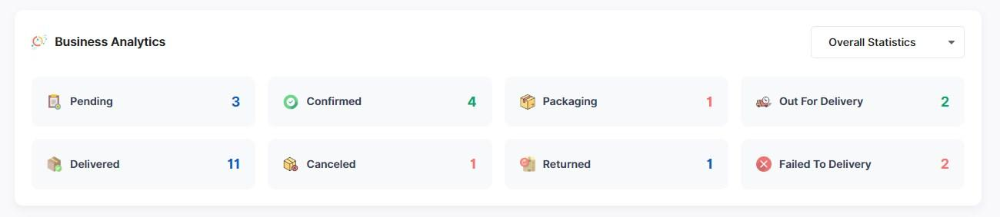 Business Analytics
Overall Statistics
Pending 3
Confirmed 4
Packaging 1
Out For Delivery 2
Delivered 11
Canceled 1
Returned 1
Failed To Delivery 2